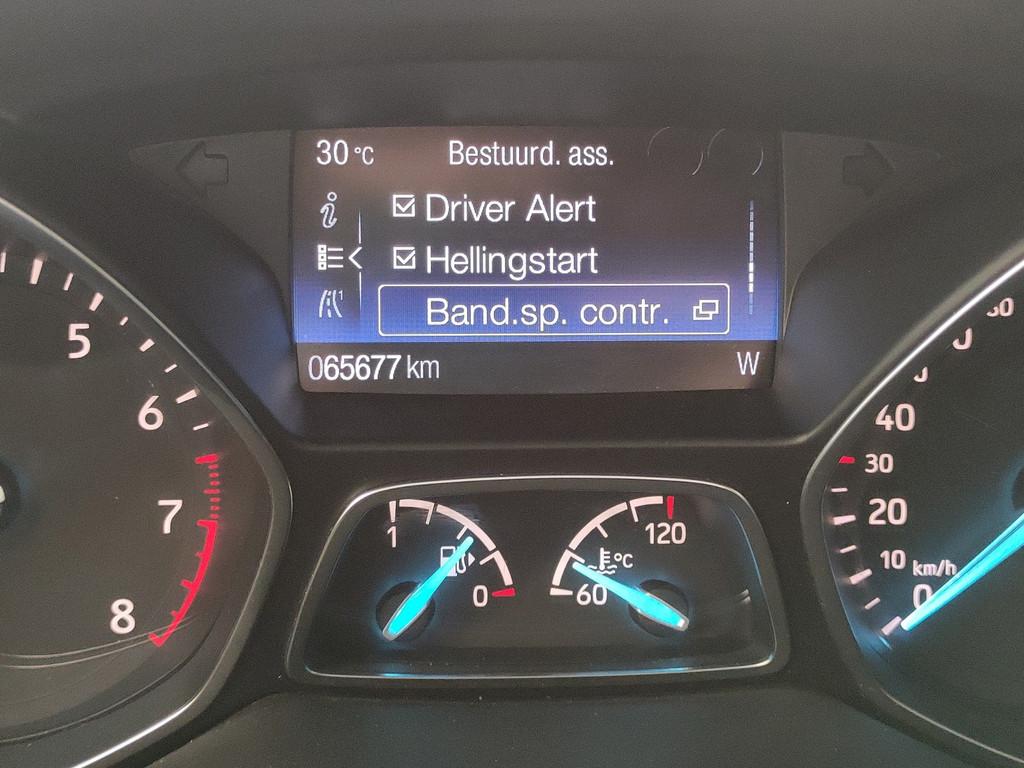 30 °C Bestuurd. ass.
i Driver Alert
Hellingstart
1 Band.sp. contr.
065677 km W
5
6
7
8
1
0
60
120
°C
40
30
20
10 km/h
0